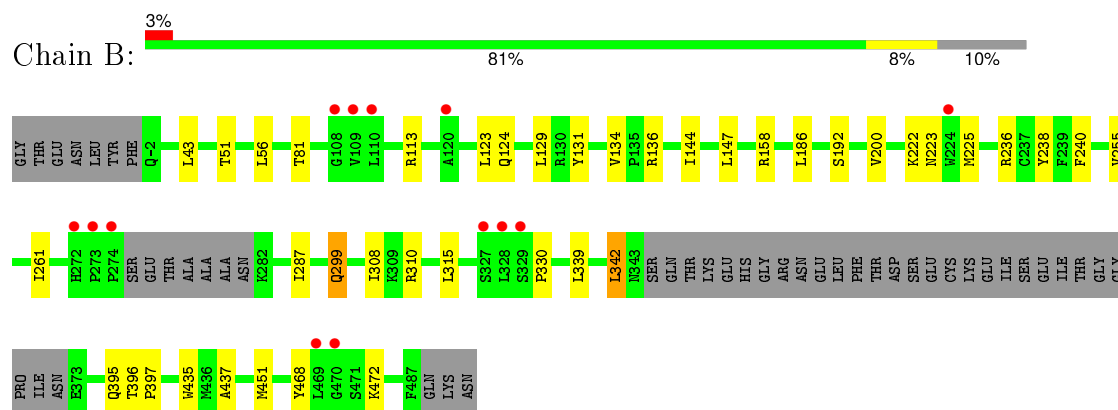 3%
Chain B:
81% 8% 10%
GLY THR GLU ASN LEU TYR PHE Q-2 L43 T51 L56 T81 G108 V109 L110 R113 A120 L123 Q124 L129 R130 Y131 V134 P135 R136 I144 L147 R158 L186 S192 V200 K222 N223 W224 M225 R236 C237 Y238 F239 F240
I261 H272 P273 P274 SER GLU THR ALA ALA ALA ASN K282 I287 Q299 I308 K309 R310 L315 S327 L328 S329 P330 L339 L342 N343 SER GLN THR LYS GLU HIS GLY ARG ASN GLU LEU PHE THR ASP SER GLU CYS LYS LYS GLU ILE SER GLU ILE THR GLY GLY
PRO ILE ASN E373 Q395 T396 P397 W435 M436 A437 M451 Y468 L469 G470 S471 K472 F487 GLN LYS ASN